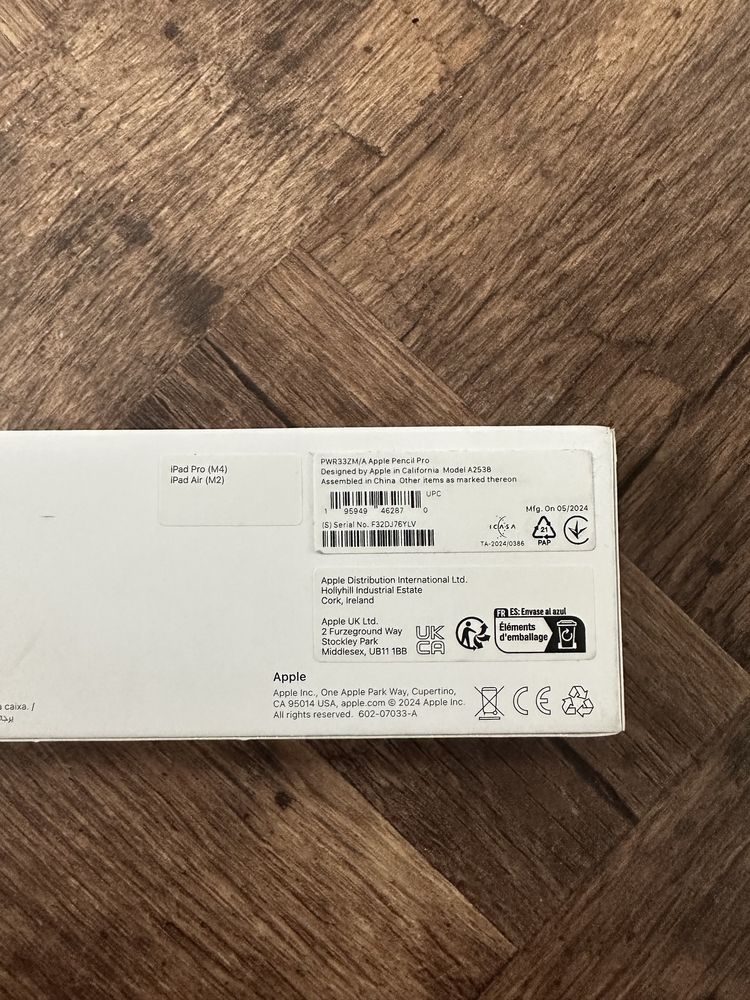 iPad Pro (M4)
iPad Air (M2)
PWR33ZM/A Apple Pencil Pro
Designed by Apple in California Model A2538
Assembled in China Other items as marked thereon
UPC
1 95949 46287 0
Mfg. On 05/2024
(S) Serial No. F32DJ76YLV
ICASA
TA-2024/0386
21
PAP
Apple Distribution International Ltd.
Hollyhill Industrial Estate
Cork, Ireland
Apple UK Ltd.
2 Furzeground Way
Stockley Park
Middlesex, UB11 1BB
UK
CA
FR ES: Envase al azul
Éléments
d'emballage
Apple
Apple Inc., One Apple Park Way, Cupertino,
CA 95014 USA, apple.com © 2024 Apple Inc.
All rights reserved. 602-07033-A
CE
caixa. /